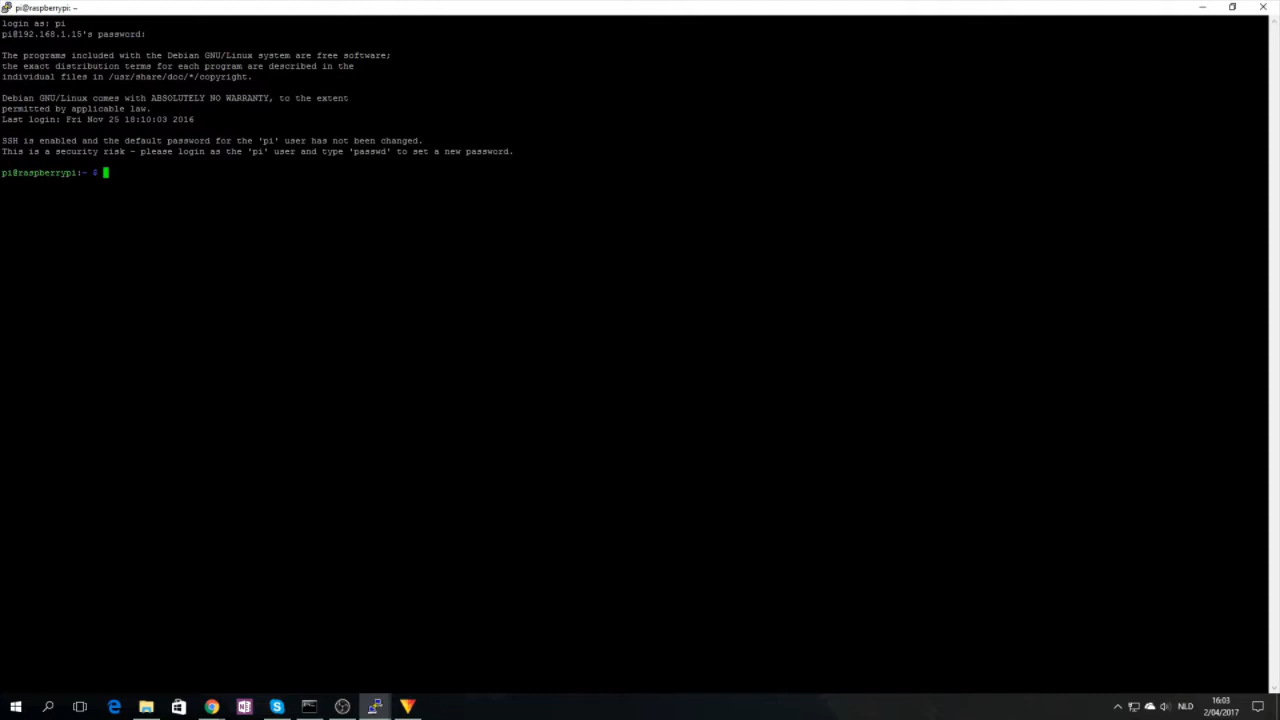 pi@raspberrypi: ~
login as: pi
pi@192.168.1.15's password:
The programs included with the Debian GNU/Linux system are free software;
the exact distribution terms for each program are described in the
individual files in /usr/share/doc/*/copyright.
Debian GNU/Linux comes with ABSOLUTELY NO WARRANTY, to the extent
permitted by applicable law.
Last login: Fri Nov 25 18:10:03 2016
SSH is enabled and the default password for the 'pi' user has not been changed.
This is a security risk - please login as the 'pi' user and type 'passwd' to set a new password.
pi@raspberrypi:~ $
NLD
16:03
2/04/2017